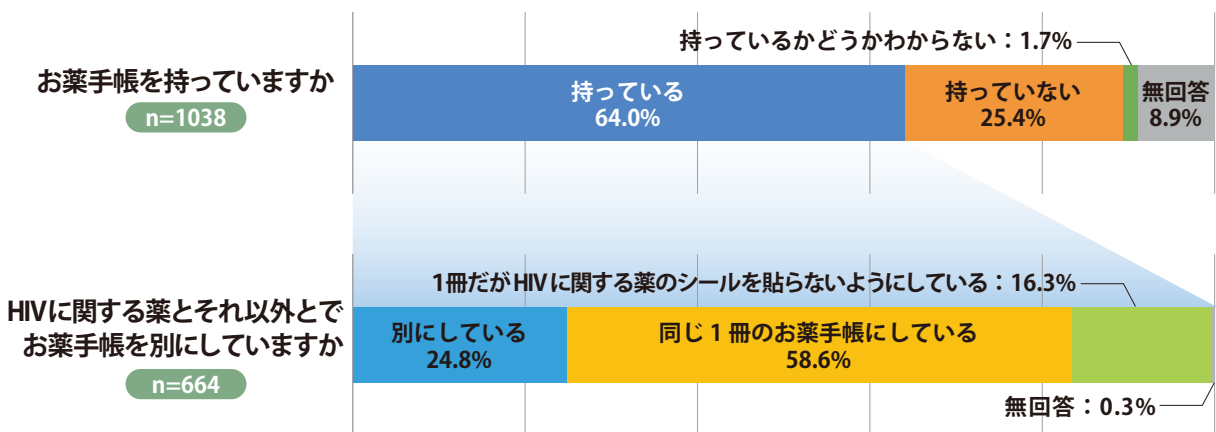 持っているかどうかわからない：1.7%
お薬手帳を持っていますか
n=1038
持っている
64.0%
持っていない
25.4%
無回答
8.9%
1冊だがHIVに関する薬のシールを貼らないようにしている：16.3%
HIVに関する薬とそれ以外とで
お薬手帳を別にしていますか
n=664
別にしている
24.8%
同じ1冊のお薬手帳にしている
58.6%
無回答：0.3%